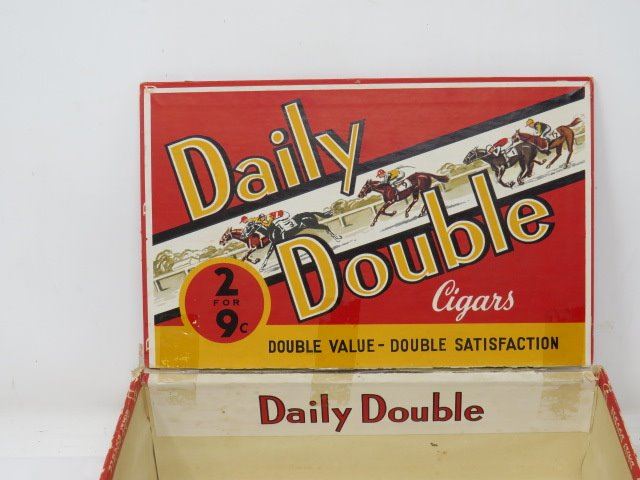 Daily
Double
Cigars
2
FOR
9c
DOUBLE VALUE - DOUBLE SATISFACTION
Daily Double